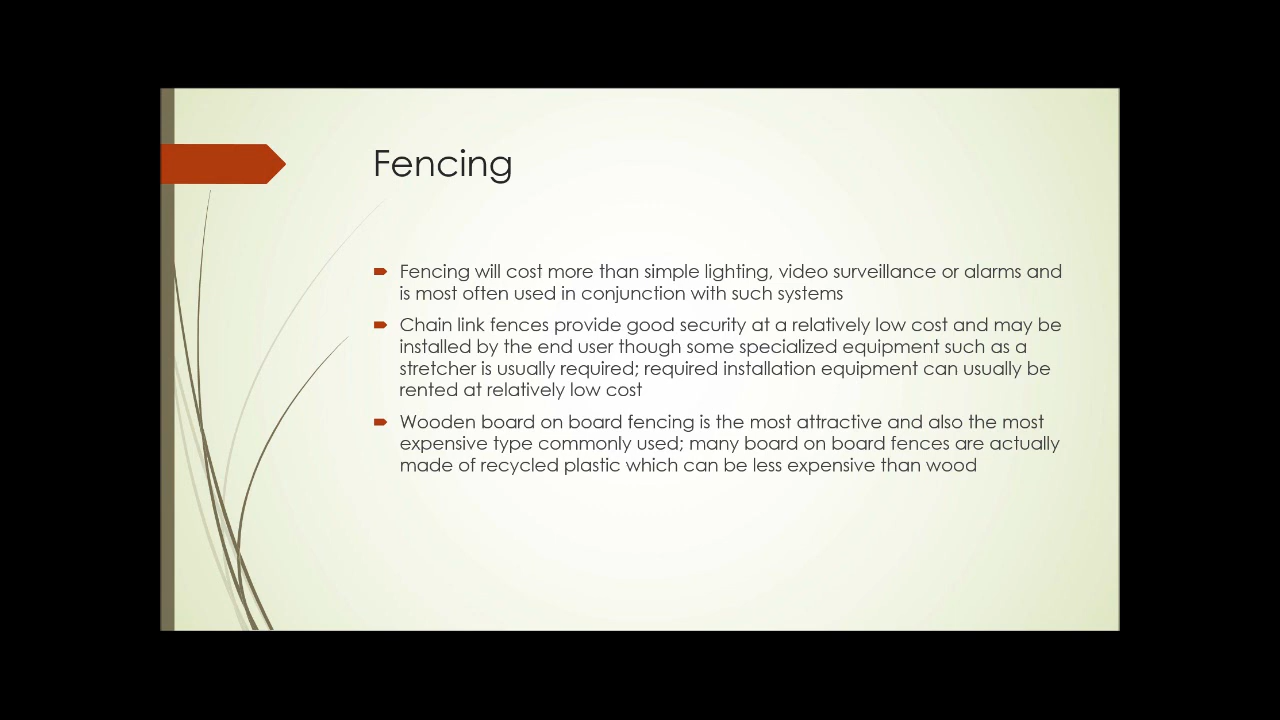 Fencing
Fencing will cost more than simple lighting, video surveillance or alarms and
is most often used in conjunction with such systems
Chain link fences provide good security at a relatively low cost and may be
installed by the end user though some specialized equipment such as a
stretcher is usually required; required installation equipment can usually be
rented at relatively low cost
Wooden board on board fencing is the most attractive and also the most
expensive type commonly used; many board on board fences are actually
made of recycled plastic which can be less expensive than wood